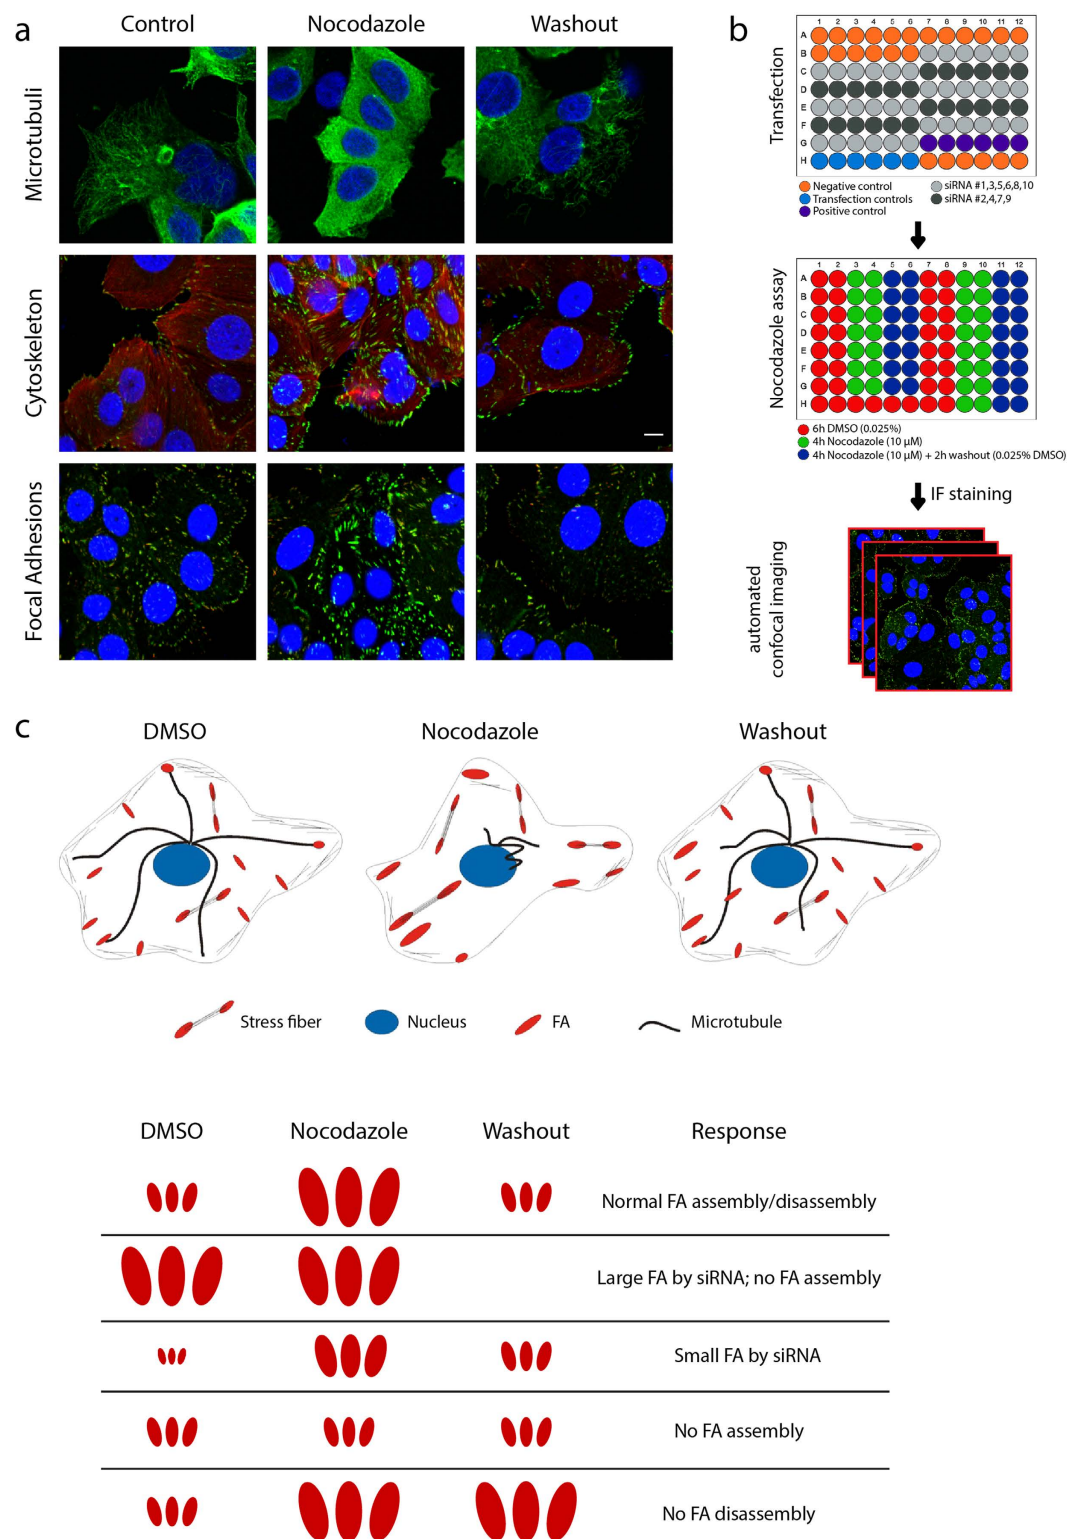 a
Control
Nocodazole
Washout
Microtubuli
Cytoskeleton
Focal Adhesions
b
Transfection
1 2 3 4 5 6 7 8 9 10 11 12
A
B
C
D
E
F
G
H
Negative control
Transfection controls
Positive control
siRNA #1,3,5,6,8,10
siRNA #2,4,7,9
Nocodazole assay
1 2 3 4 5 6 7 8 9 10 11 12
A
B
C
D
E
F
G
H
6h DMSO (0.025%)
4h Nocodazole (10 μM)
4h Nocodazole (10 μM) + 2h washout (0.025% DMSO)
IF staining
automated
confocal imaging
c
DMSO
Nocodazole
Washout
Stress fiber
Nucleus
FA
Microtubule
DMSO
Nocodazole
Washout
Response
Normal FA assembly/disassembly
Large FA by siRNA; no FA assembly
Small FA by siRNA
No FA assembly
No FA disassembly